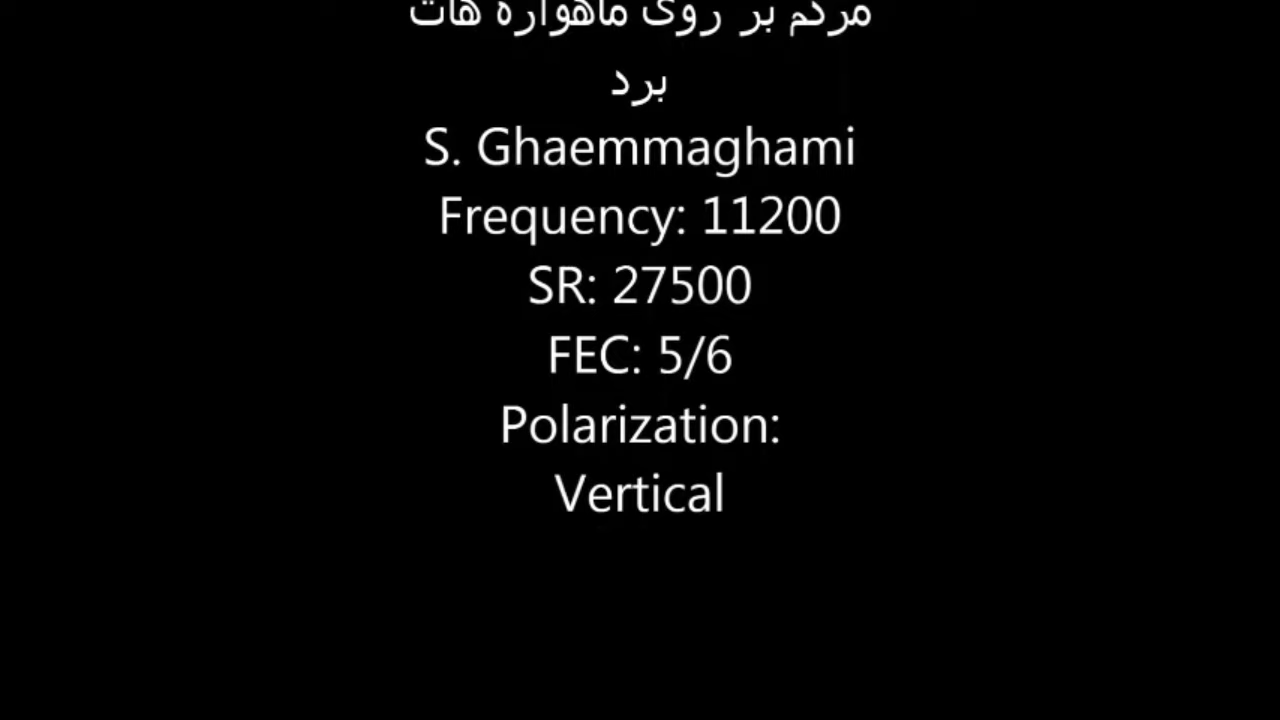 مردم بر روی ماهواره هات
برد
S. Ghaemmaghami
Frequency: 11200
SR: 27500
FEC: 5/6
Polarization:
Vertical